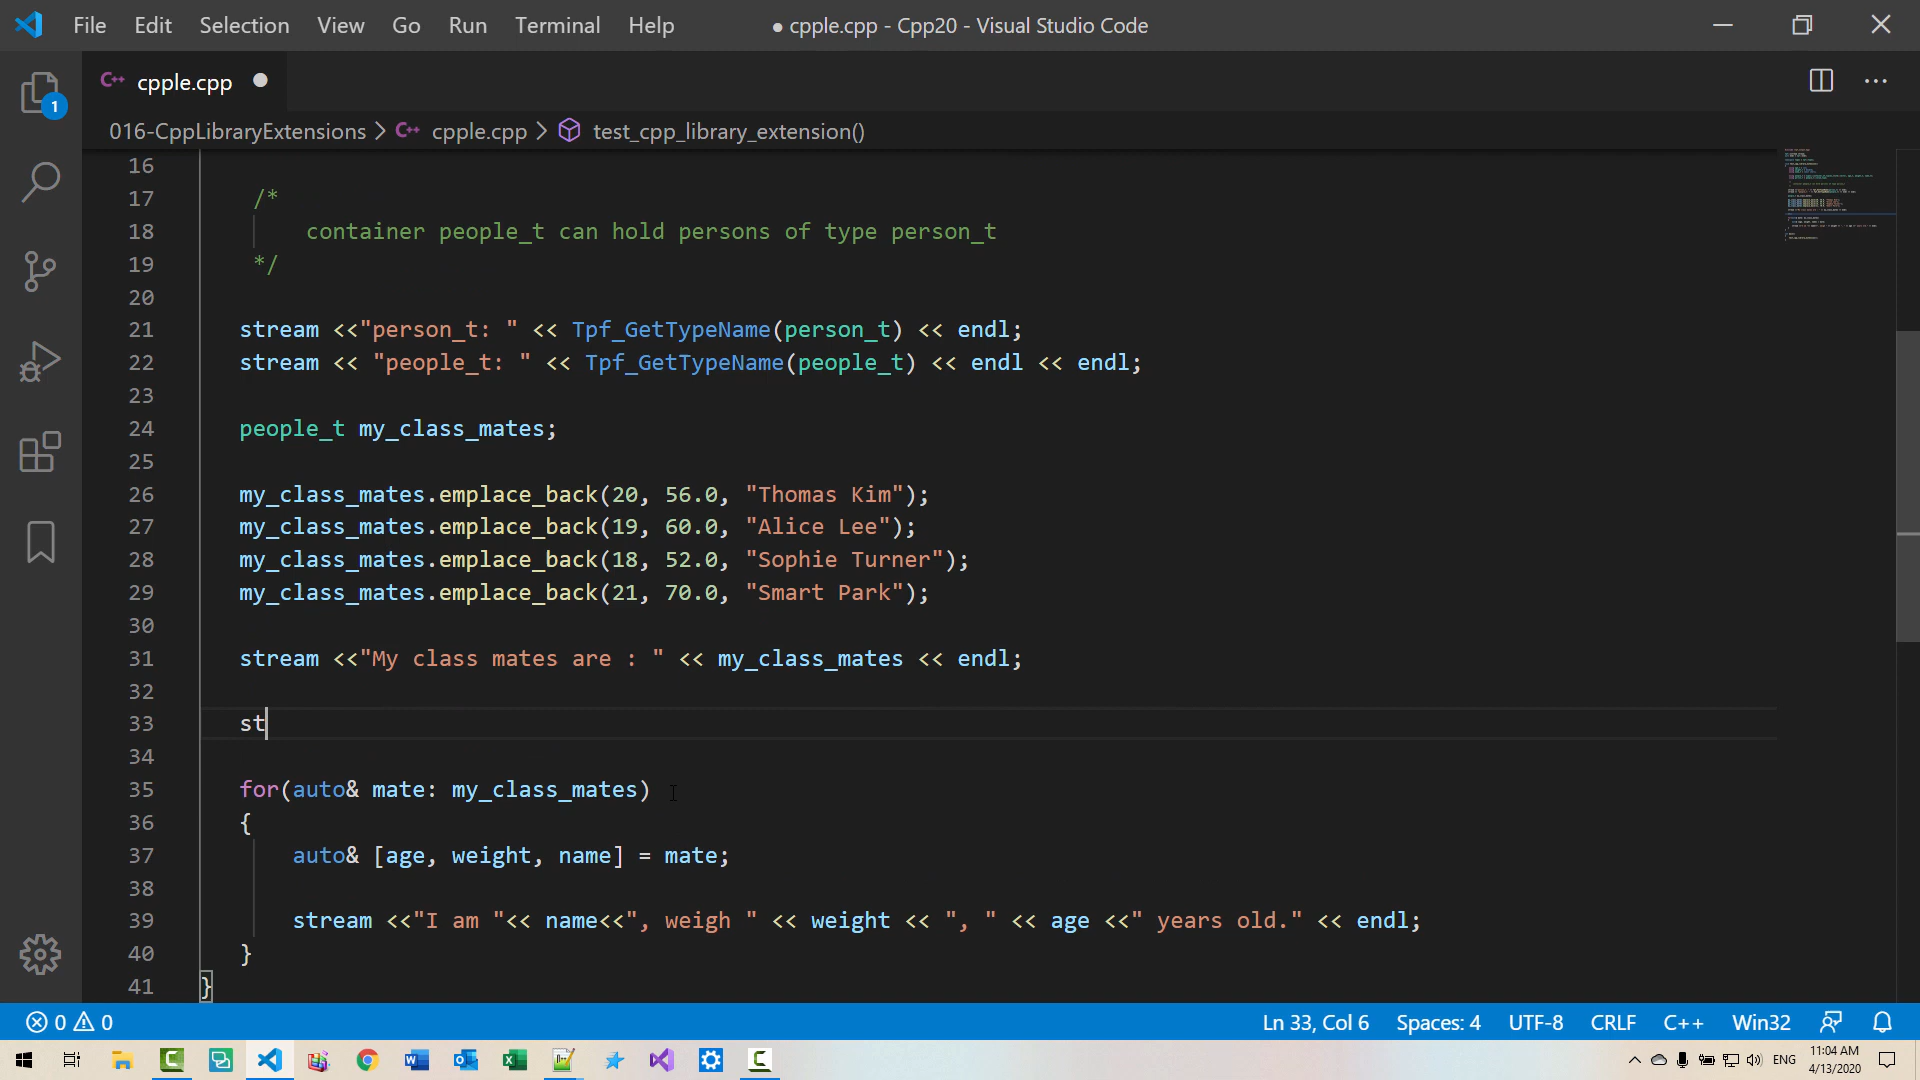 File Edit Selection View Go Run Terminal Help
● cpple.cpp - Cpp20 - Visual Studio Code
C++ cpple.cpp ●
016-CppLibraryExtensions > C++ cpple.cpp > test_cpp_library_extension()
1
16
17 /*
18 container people_t can hold persons of type person_t
19 */
20
21 stream <<"person_t: " << Tpf_GetTypeName(person_t) << endl;
22 stream << "people_t: " << Tpf_GetTypeName(people_t) << endl << endl;
23
24 people_t my_class_mates;
25
26 my_class_mates.emplace_back(20, 56.0, "Thomas Kim");
27 my_class_mates.emplace_back(19, 60.0, "Alice Lee");
28 my_class_mates.emplace_back(18, 52.0, "Sophie Turner");
29 my_class_mates.emplace_back(21, 70.0, "Smart Park");
30
31 stream <<"My class mates are : " << my_class_mates << endl;
32
33 st
34
35 for(auto& mate: my_class_mates)
36 {
37 auto& [age, weight, name] = mate;
38
39 stream <<"I am "<< name<<", weigh " << weight << ", " << age <<" years old." << endl;
40 }
41 }
0 0 Ln 33, Col 6 Spaces: 4 UTF-8 CRLF C++ Win32
ENG 11:04 AM
4/13/2020